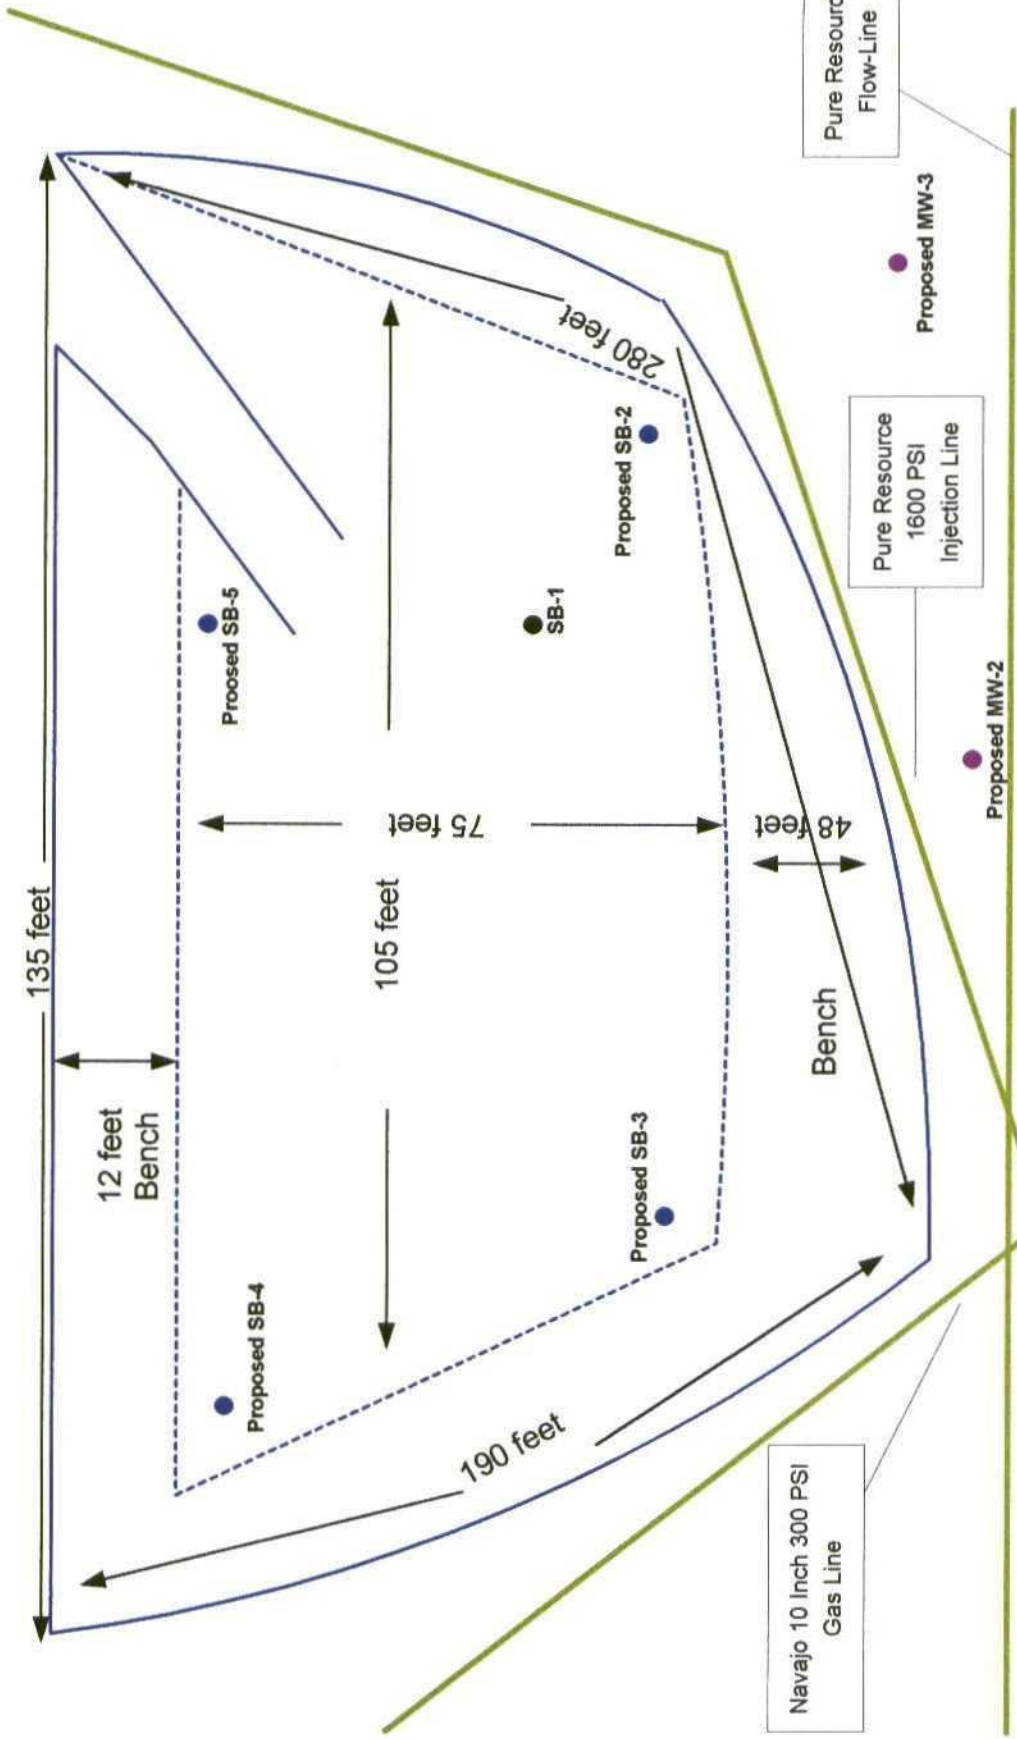 135 feet
12 feet
Bench
Proposed SB-4
Proosed SB-5
105 feet
75 feet
280 feet
190 feet
SB-1
Proposed SB-2
Proposed SB-3
48 feet
Bench
Navajo 10 Inch 300 PSI
Gas Line
Pure Resource
1600 PSI
Injection Line
Proposed MW-2
Proposed MW-3
Pure
Flow-Line